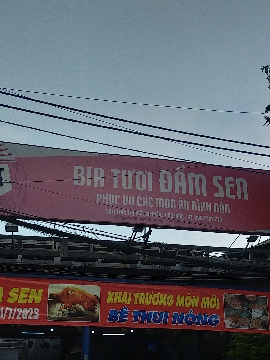 BIA TƯƠI ĐẦM SEN
PHỤC VỤ CÁC MÓN ĂN BÌNH DÂN
SEN
KHAI TRƯƠNG MÓN MỚI
BÊ THUI NÓNG